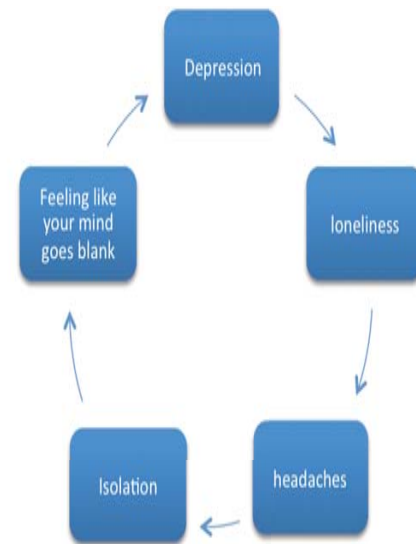 Depression
loneliness
headaches
Isolation
Feeling like
your mind
goes blank